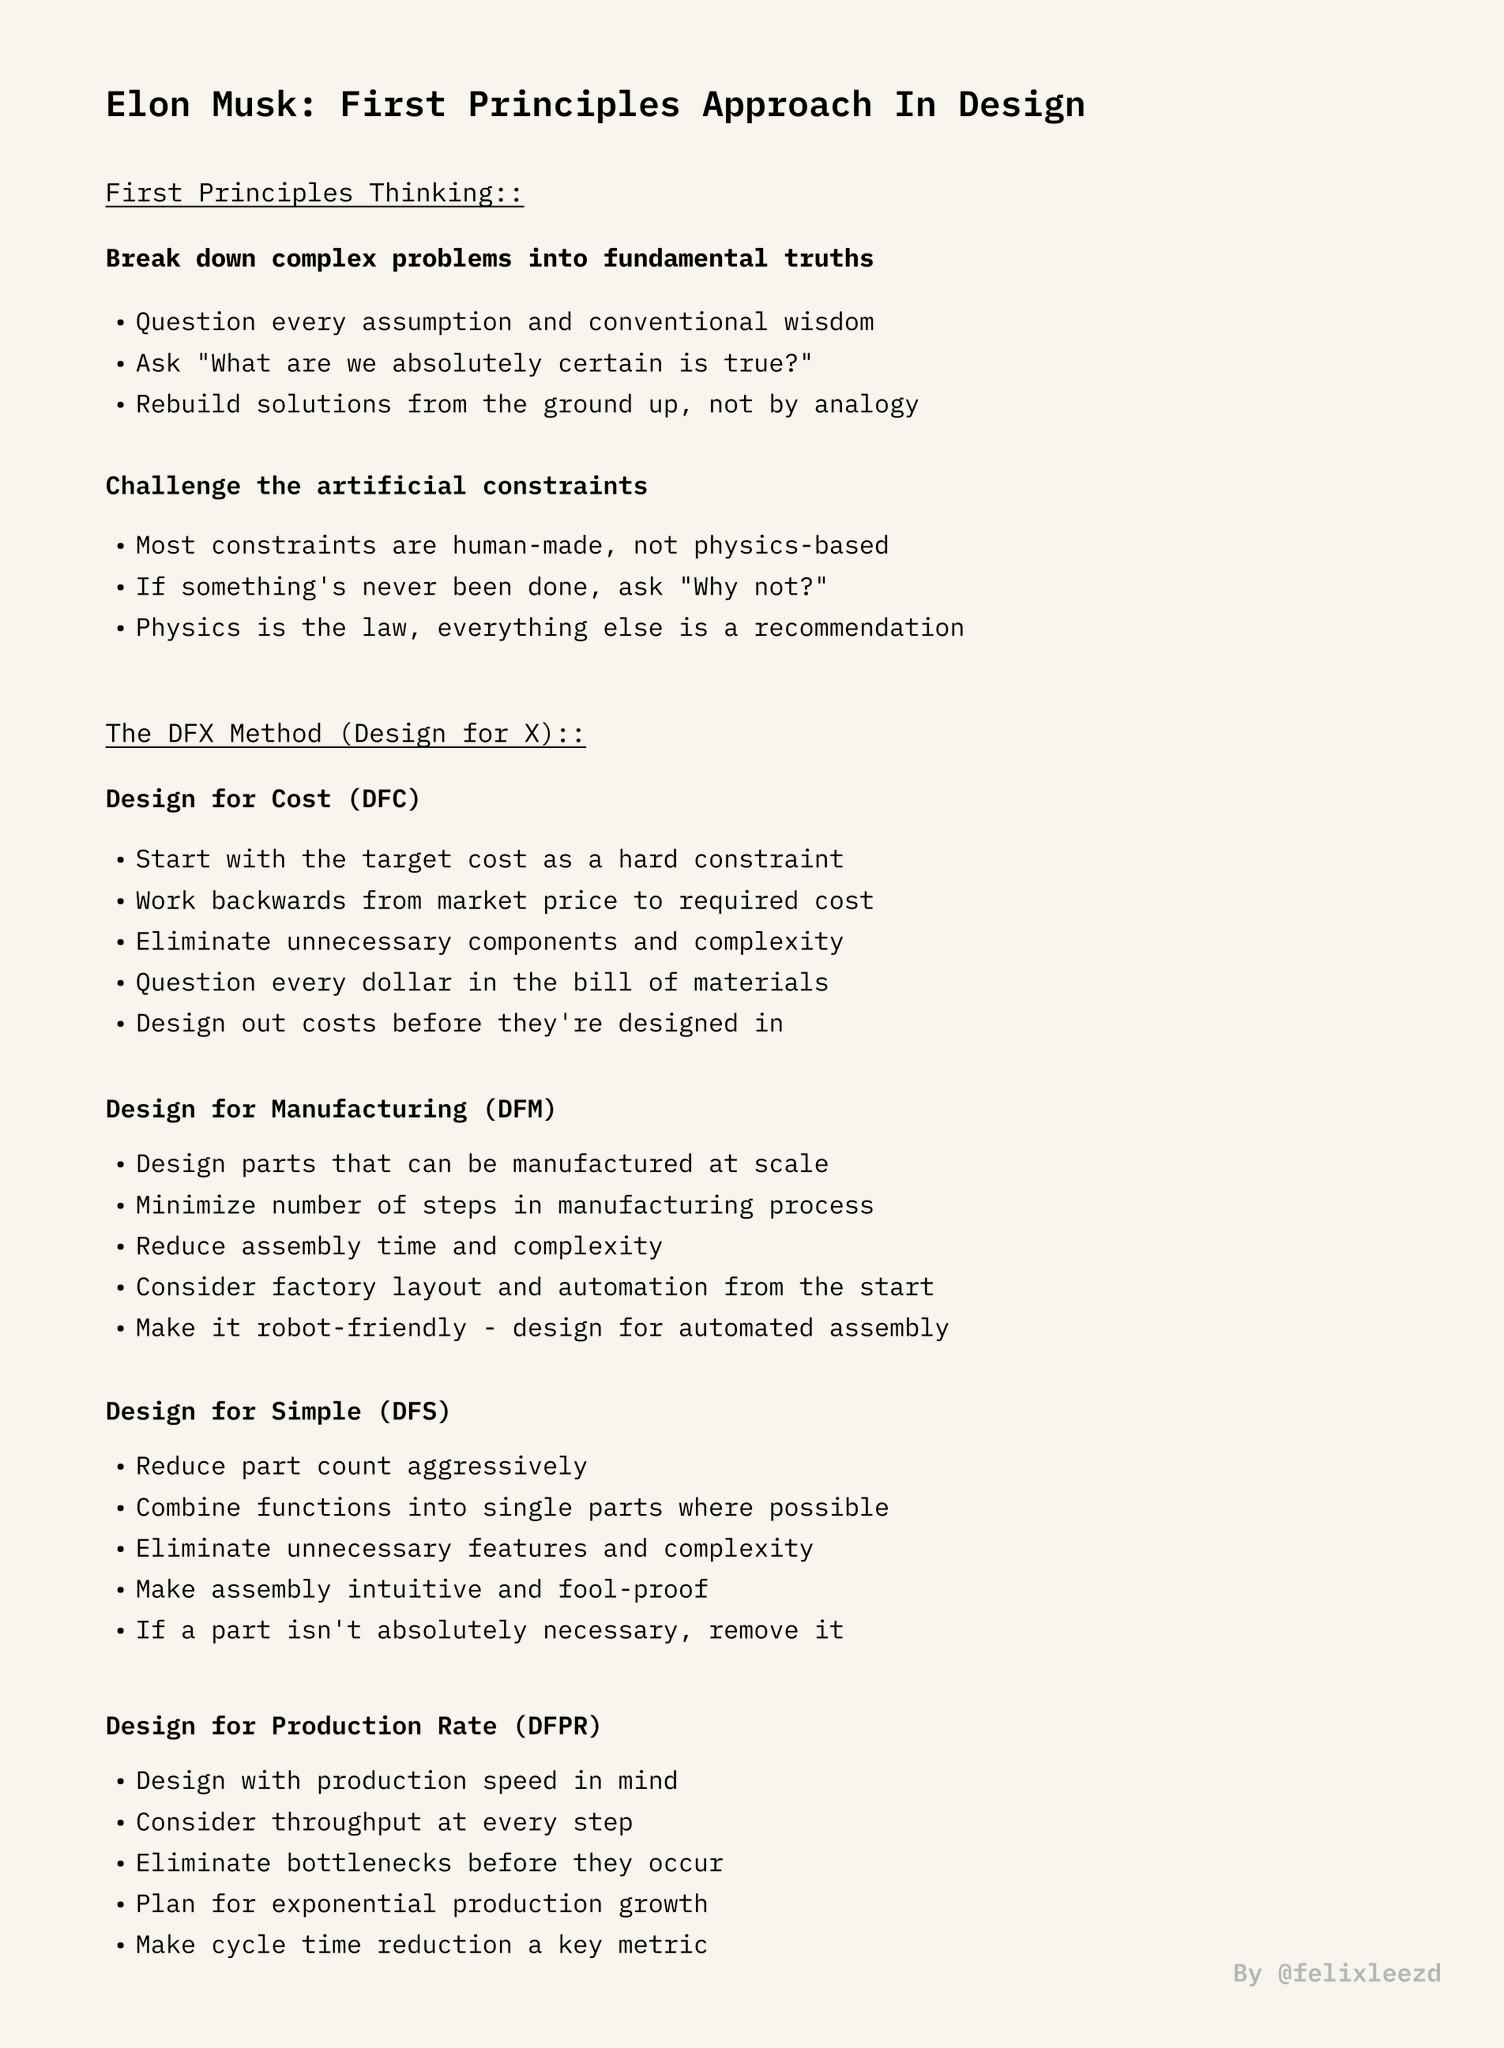 Elon Musk: First Principles Approach In Design
First Principles Thinking::
Break down complex problems into fundamental truths
• Question every assumption and conventional wisdom
• Ask "What are we absolutely certain is true?"
• Rebuild solutions from the ground up, not by analogy
Challenge the artificial constraints
• Most constraints are human-made, not physics-based
• If something's never been done, ask "Why not?"
• Physics is the law, everything else is a recommendation
The DFX Method (Design for X)::
Design for Cost (DFC)
• Start with the target cost as a hard constraint
• Work backwards from market price to required cost
• Eliminate unnecessary components and complexity
• Question every dollar in the bill of materials
• Design out costs before they're designed in
Design for Manufacturing (DFM)
• Design parts that can be manufactured at scale
• Minimize number of steps in manufacturing process
• Reduce assembly time and complexity
• Consider factory layout and automation from the start
• Make it robot-friendly - design for automated assembly
Design for Simple (DFS)
• Reduce part count aggressively
• Combine functions into single parts where possible
• Eliminate unnecessary features and complexity
• Make assembly intuitive and fool-proof
• If a part isn't absolutely necessary, remove it
Design for Production Rate (DFPR)
• Design with production speed in mind
• Consider throughput at every step
• Eliminate bottlenecks before they occur
• Plan for exponential production growth
• Make cycle time reduction a key metric
By @felixleezd